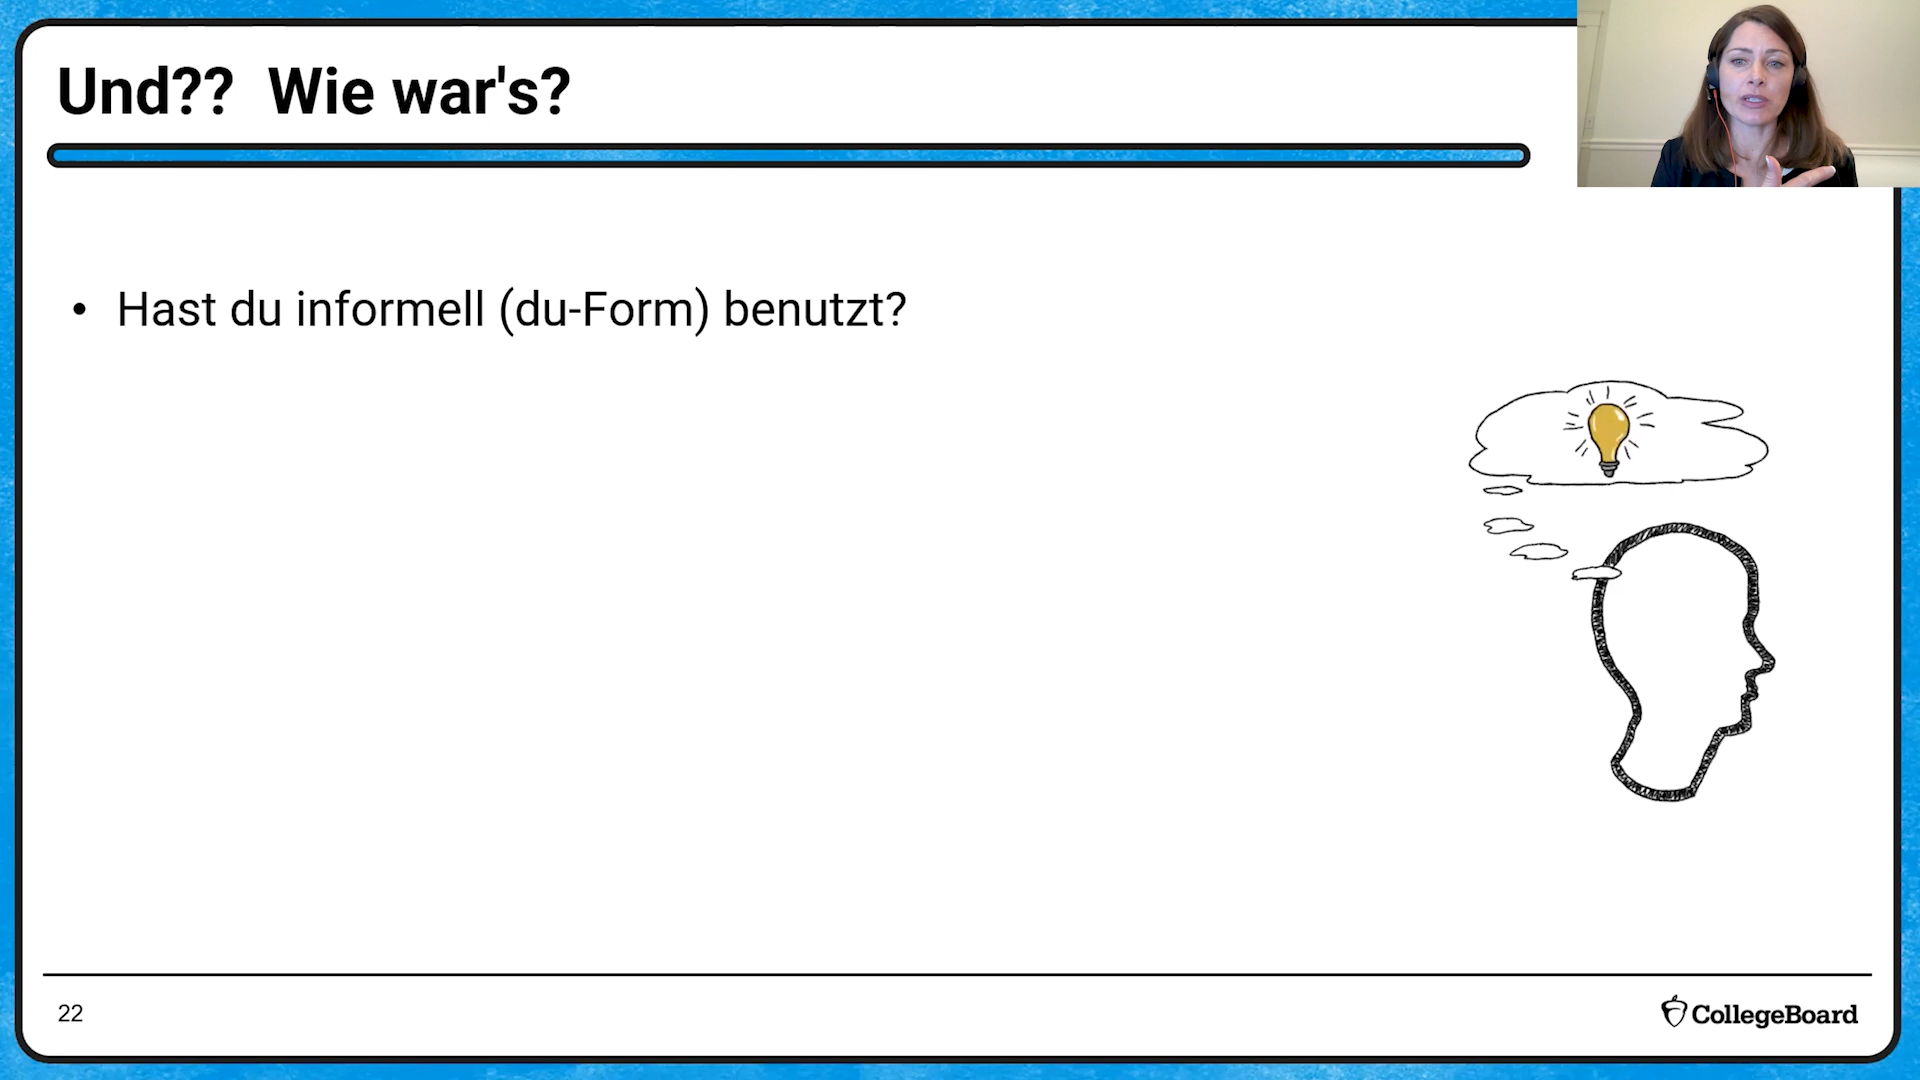 Und?? Wie war's?
• Hast du informell (du-Form) benutzt?
22
CollegeBoard